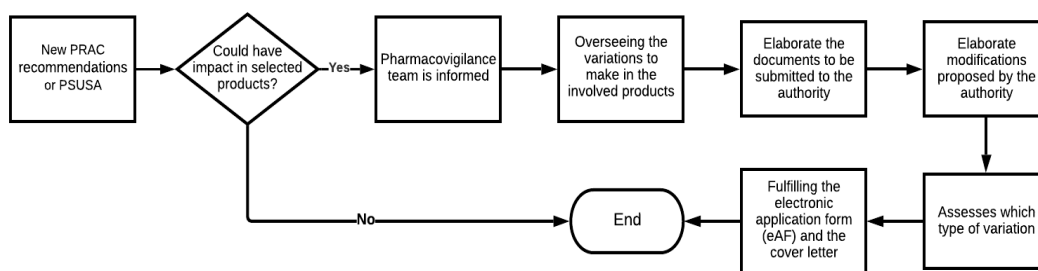 New PRAC
recommendations
or PSUSA
Could have
impact in selected
products?
Yes
Pharmacovigilance
team is informed
Overseeing the
variations to
make in the
involved products
Elaborate the
documents to be
submitted to the
authority
Elaborate
modifications
proposed by the
authority
Assesses which
type of variation
Fulfilling the
electronic
application form
(eAF) and the
cover letter
End
No